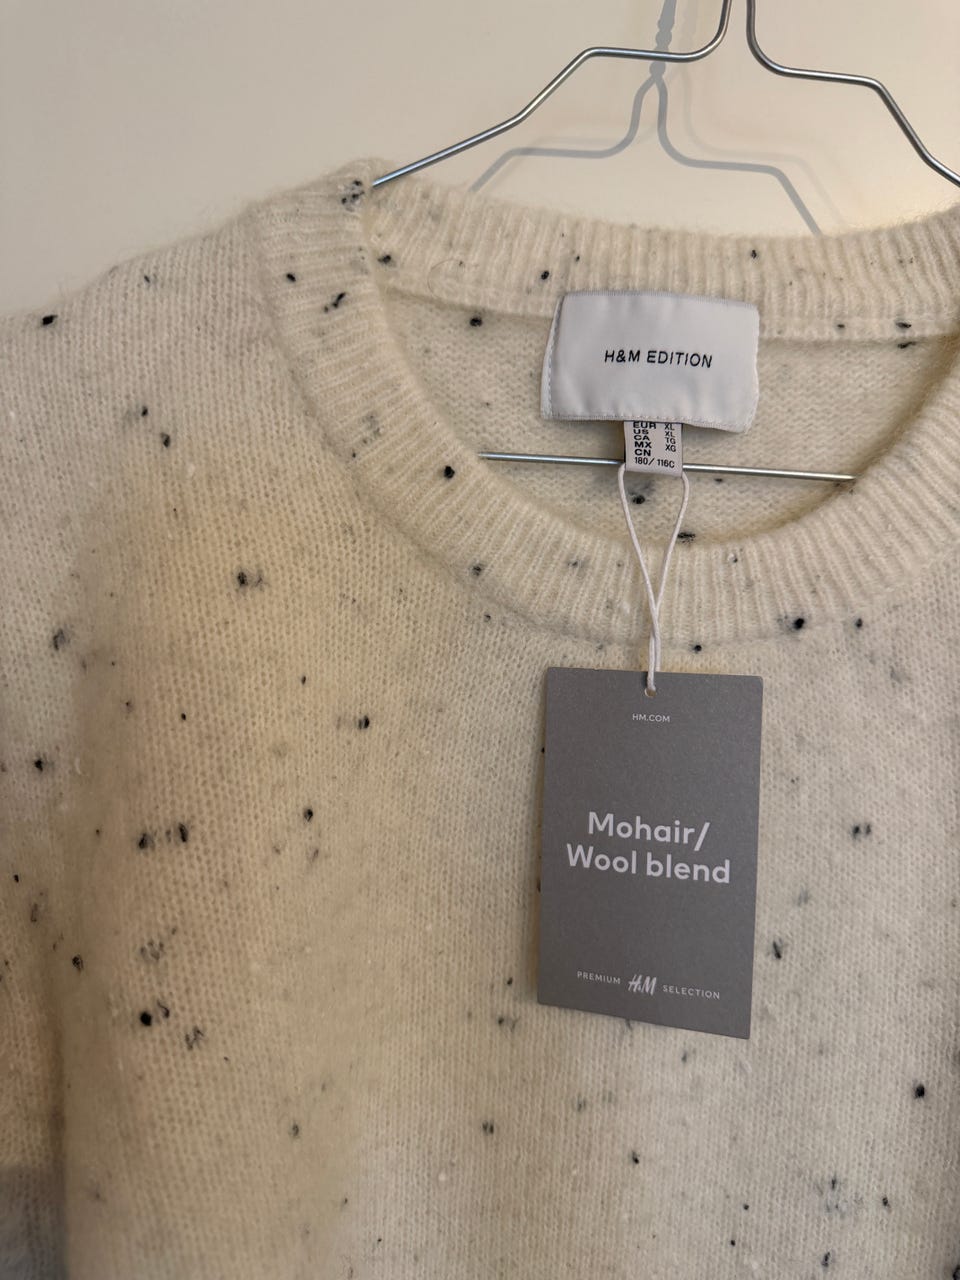 H&M EDITION
EUR XL
US XL
CA TG
MX XG
CN
180/116C
HM.COM
Mohair/
Wool blend
PREMIUM H&M SELECTION